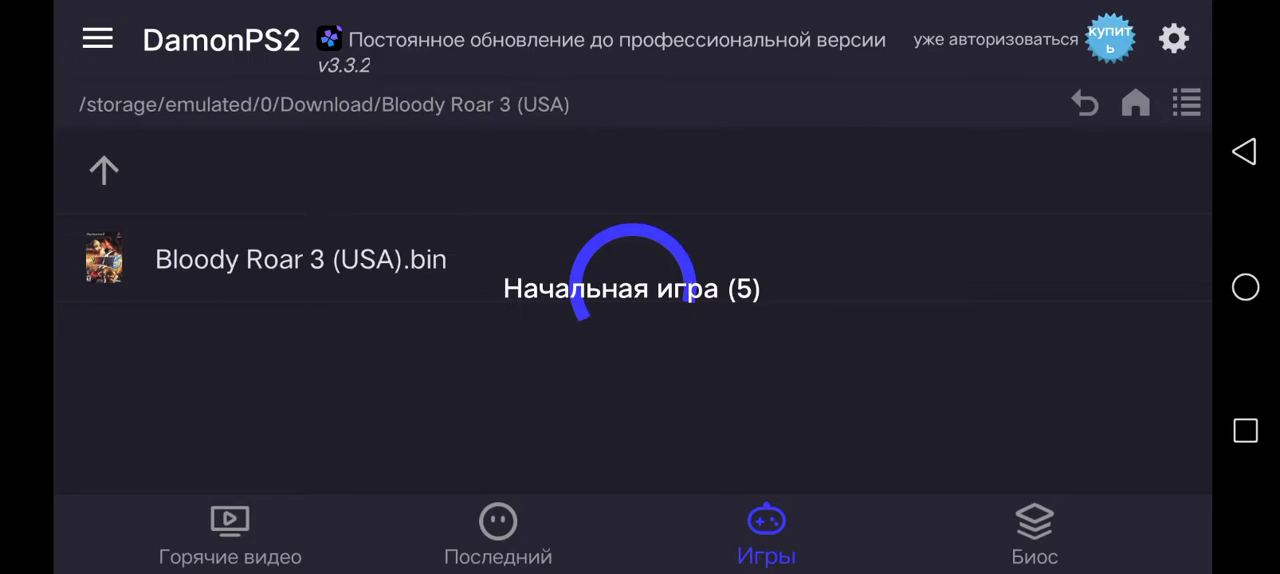 DamonPS2 Постоянное обновление до профессиональной версии уже авторизоваться купит
ь
v3.3.2
/storage/emulated/0/Download/Bloody Roar 3 (USA)
Bloody Roar 3 (USA).bin
Начальная игра (5)
Горячие видео Последний Игры Биос